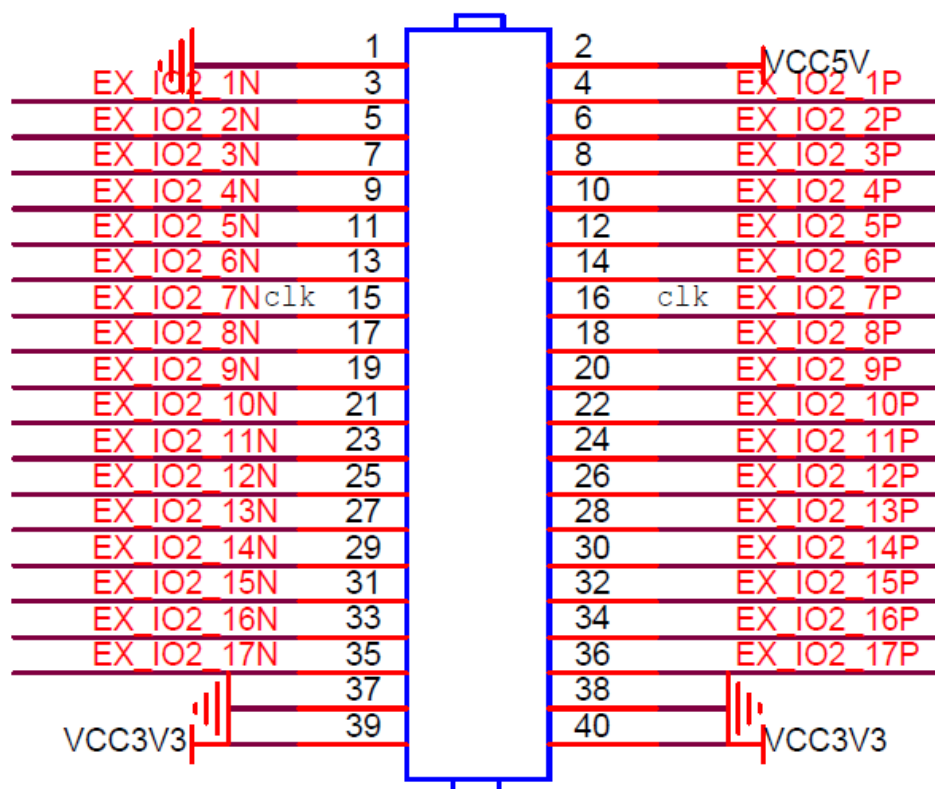 1 2 VCC5V
EX_IO2_1N 3 4 EX_IO2_1P
EX_IO2_2N 5 6 EX_IO2_2P
EX_IO2_3N 7 8 EX_IO2_3P
EX_IO2_4N 9 10 EX_IO2_4P
EX_IO2_5N 11 12 EX_IO2_5P
EX_IO2_6N 13 14 EX_IO2_6P
EX_IO2_7N clk 15 16 clk EX_IO2_7P
EX_IO2_8N 17 18 EX_IO2_8P
EX_IO2_9N 19 20 EX_IO2_9P
EX_IO2_10N 21 22 EX_IO2_10P
EX_IO2_11N 23 24 EX_IO2_11P
EX_IO2_12N 25 26 EX_IO2_12P
EX_IO2_13N 27 28 EX_IO2_13P
EX_IO2_14N 29 30 EX_IO2_14P
EX_IO2_15N 31 32 EX_IO2_15P
EX_IO2_16N 33 34 EX_IO2_16P
EX_IO2_17N 35 36 EX_IO2_17P
37 38
VCC3V3 39 40 VCC3V3